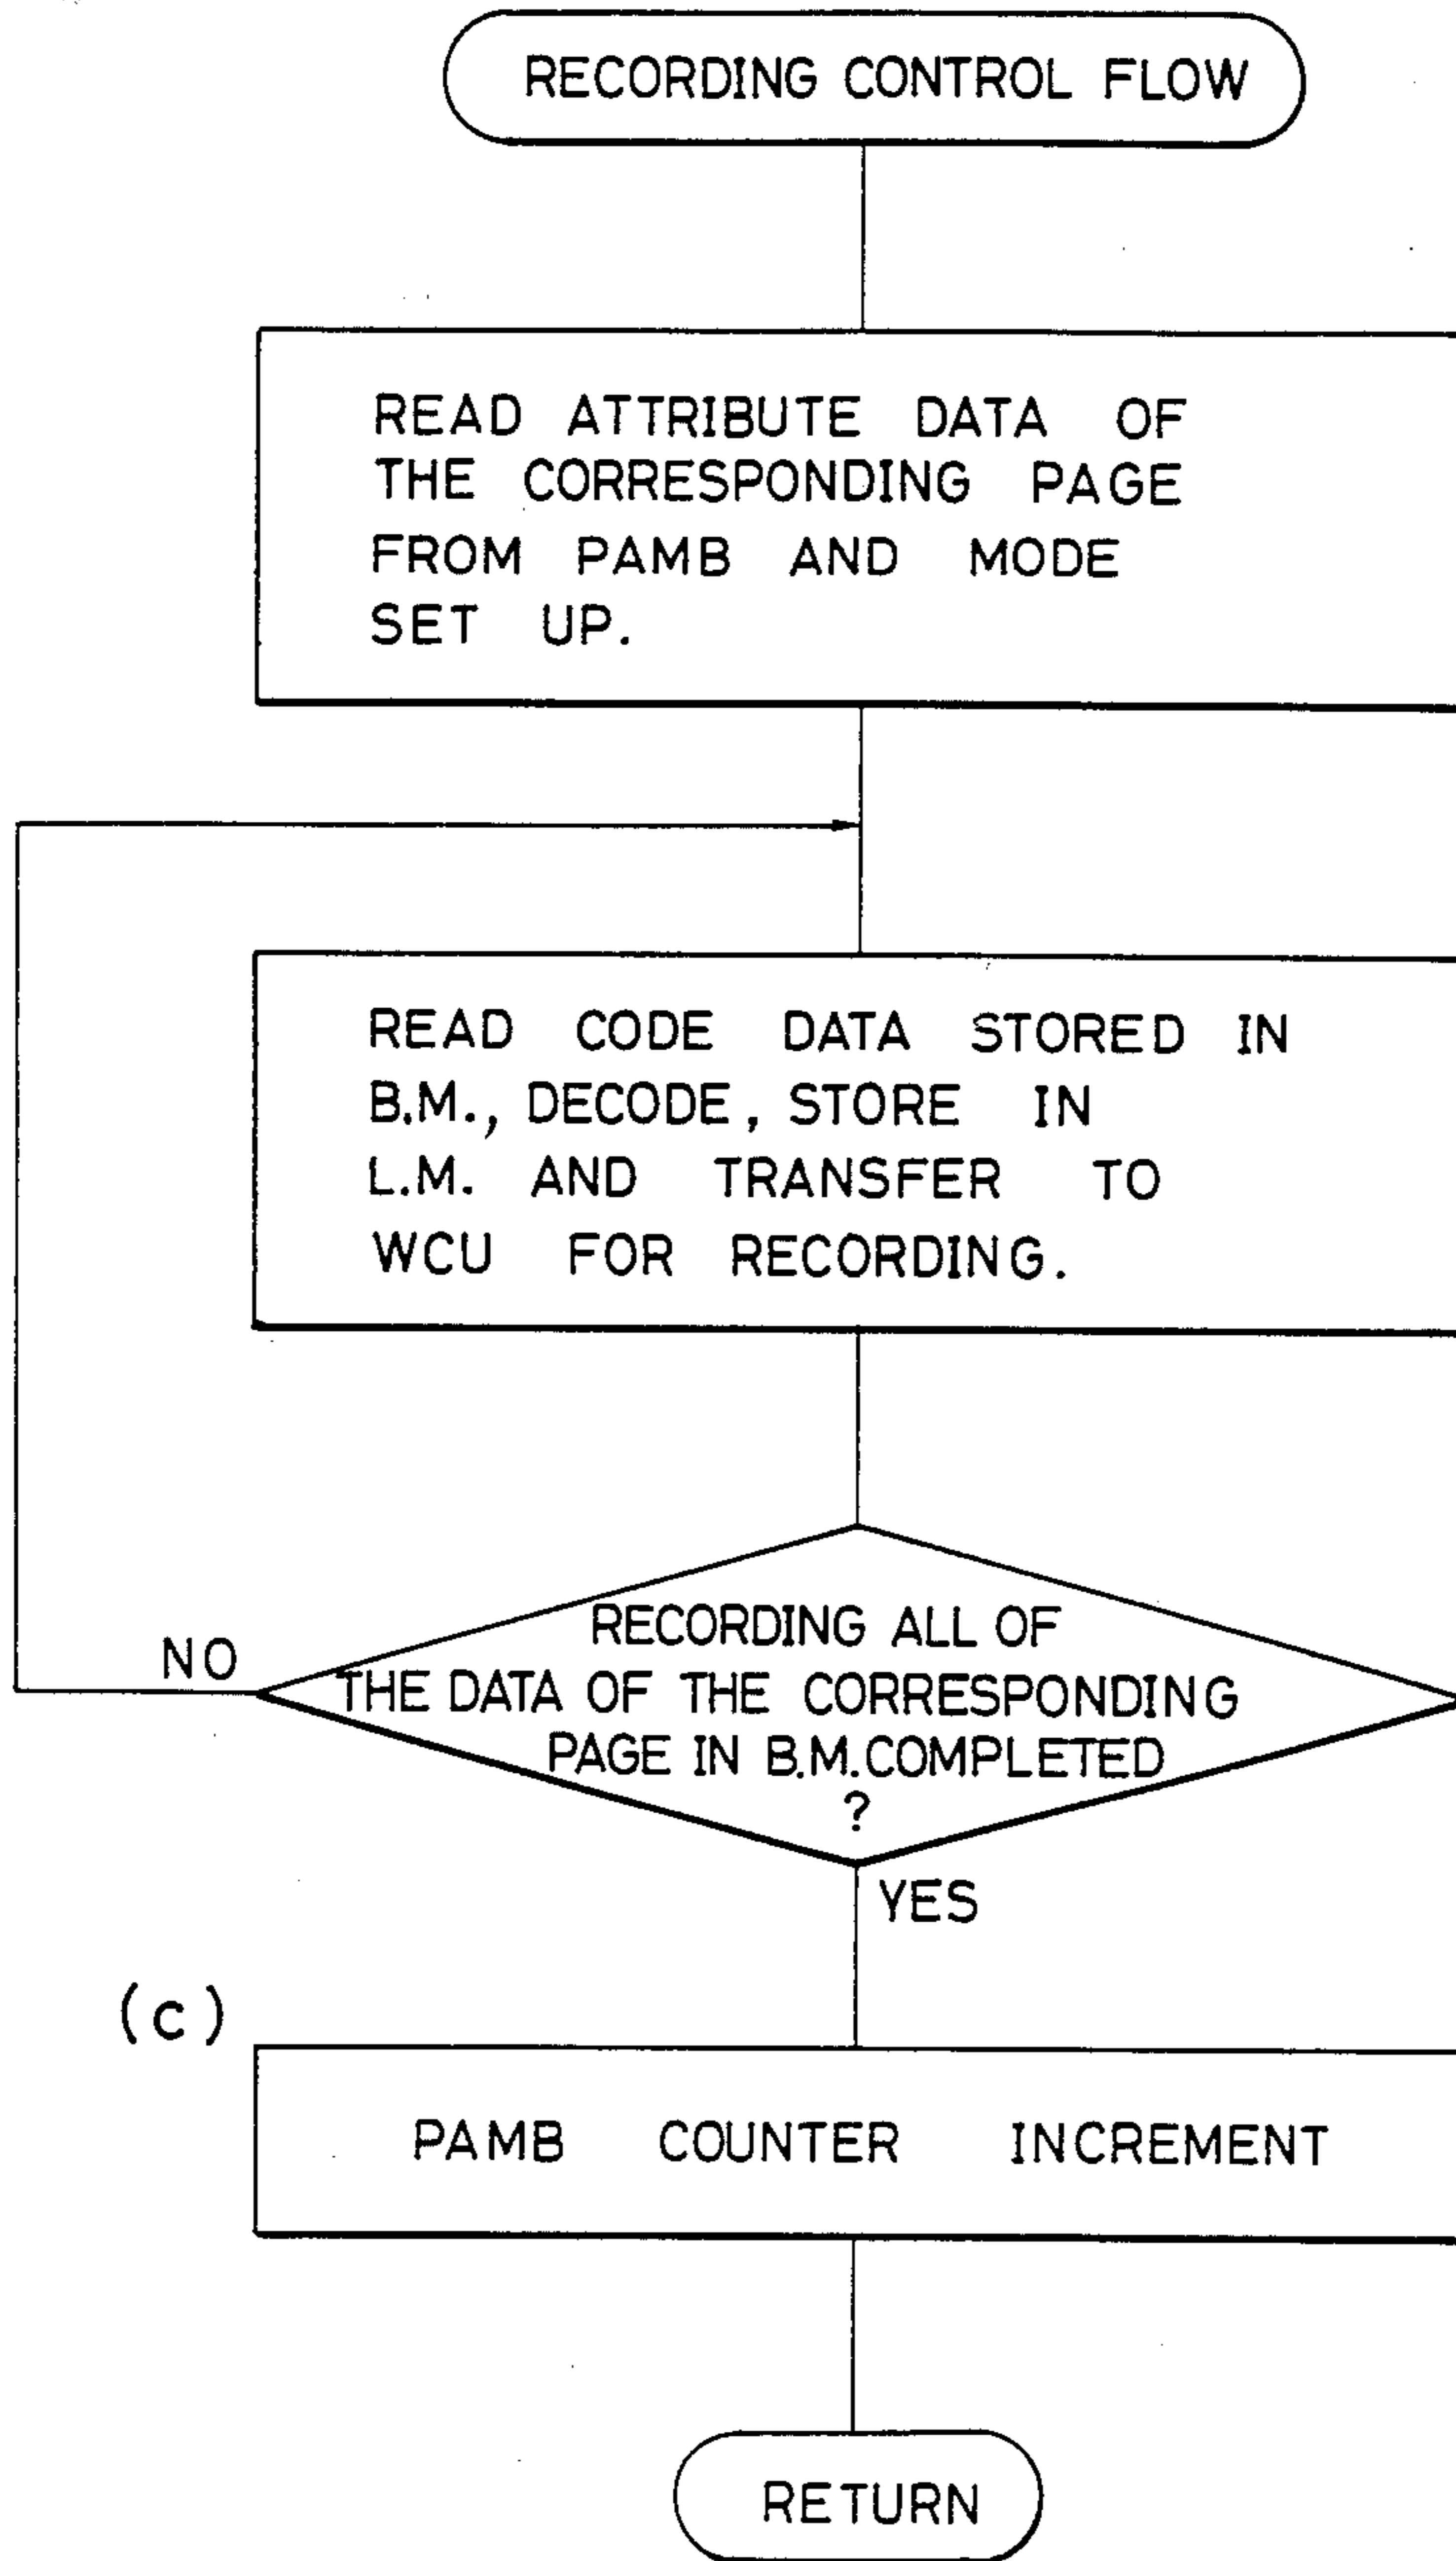 RECORDING CONTROL FLOW
READ ATTRIBUTE DATA OF
THE CORRESPONDING PAGE
FROM PAMB AND MODE
SET UP.
READ CODE DATA STORED IN
B.M., DECODE, STORE IN
L.M. AND TRANSFER TO
WCU FOR RECORDING.
RECORDING ALL OF
NO
THE DATA OF THE CORRESPONDING
PAGE IN B.M.COMPLETED
?
YES
(c)
PAMB COUNTER INCREMENT
RETURN